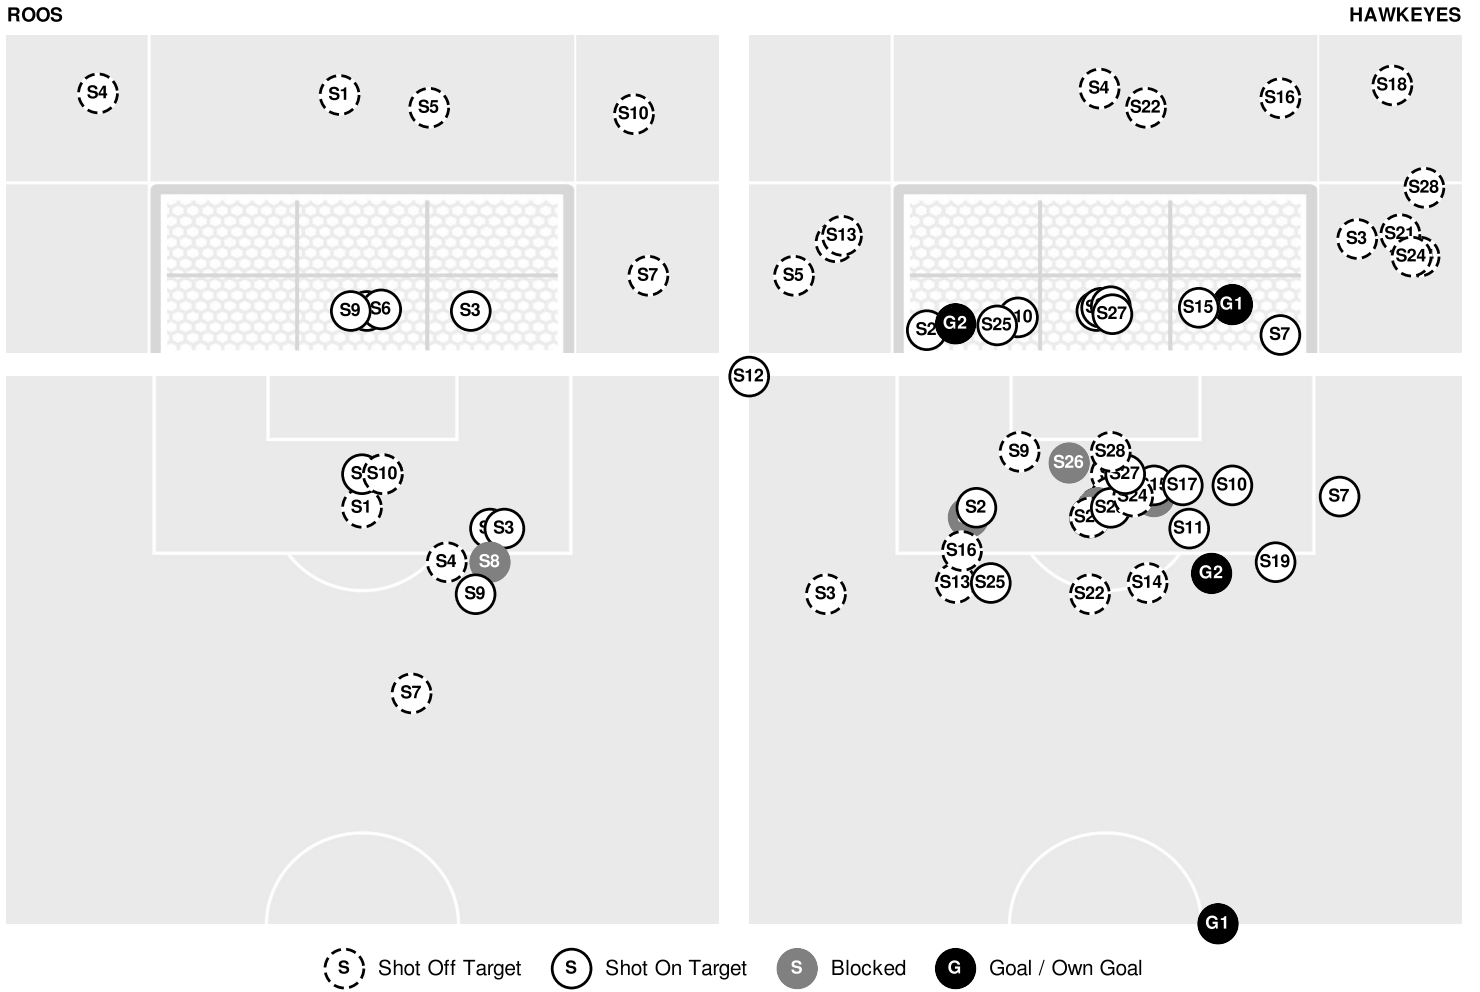 ROOS
HAWKEYES
S4 S1 S5 S10
S4 S22 S16 S18
S28
S13 S3 S21
S24
S7
S5
S9 S6 S3
S2 G2 S25 10 S27 S15 G1
S7
S12
S10
S1
S3
S4 S8
S9
S7
S9 S26 S28
S27 S17 S10
S24 S7
S2
S11
S16 S19
G2
S13 S25 S14
S3 S22
G1
S Shot Off Target S Shot On Target S Blocked G Goal / Own Goal